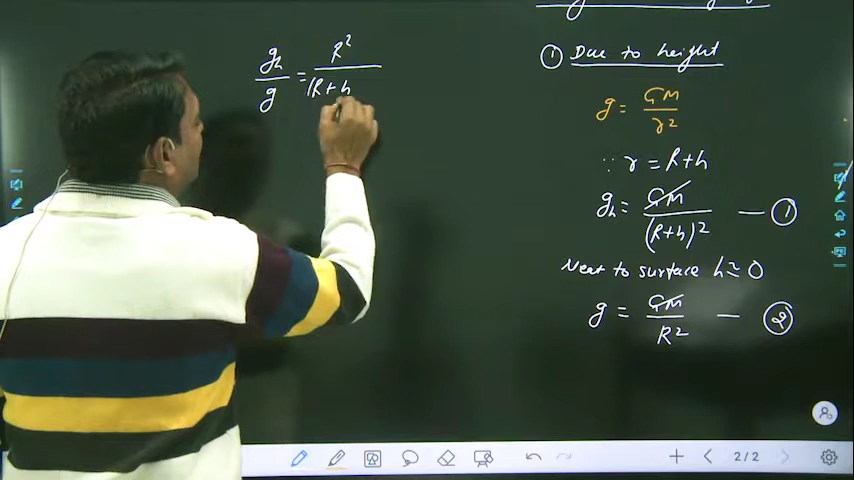 gh/g = R²/(R+h
① Due to height
g = GM/r²
∵ r = R+h
gh = GM/(R+h)² — ①
Near to surface h ≈ 0
g = GM/R² — ②
2/2